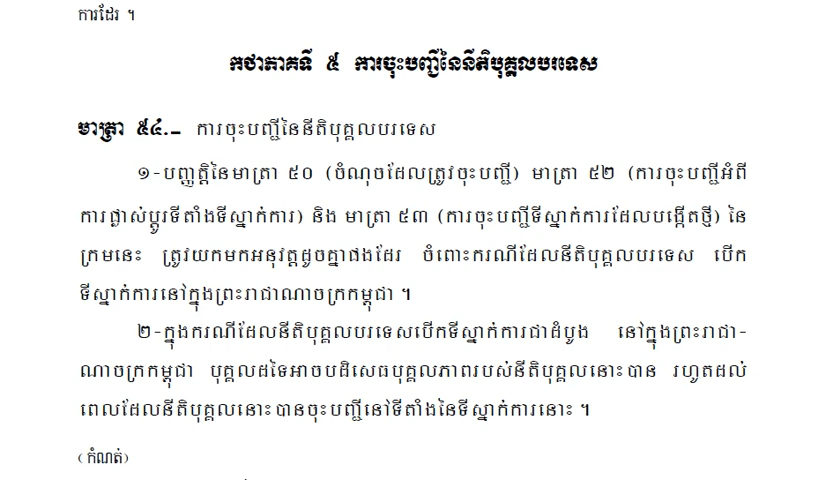 ការដែរ ។
កថាភាគទី ៥ ការចុះបញ្ជីនៃនីតិបុគ្គលបរទេស
មាត្រា ៥៤.- ការចុះបញ្ជីនៃនីតិបុគ្គលបរទេស
១-បញ្ញត្តិនៃមាត្រា ៥០ (ចំណុចដែលត្រូវចុះបញ្ជី) មាត្រា ៥២ (ការចុះបញ្ជីអំពី
ការផ្លាស់ប្តូរទីតាំងទីស្នាក់ការ) និង មាត្រា ៥៣ (ការចុះបញ្ជីទីស្នាក់ការដែលបង្កើតថ្មី) នៃ
ក្រមនេះ ត្រូវយកមកអនុវត្តដូចគ្នាផងដែរ ចំពោះករណីដែលនីតិបុគ្គលបរទេស បើក
ទីស្នាក់ការនៅក្នុងព្រះរាជាណាចក្រកម្ពុជា ។
២-ក្នុងករណីដែលនីតិបុគ្គលបរទេសបើកទីស្នាក់ការជាដំបូង នៅក្នុងព្រះរាជា-
ណាចក្រកម្ពុជា បុគ្គលដទៃអាចបដិសេធបុគ្គលភាពរបស់នីតិបុគ្គលនោះបាន រហូតដល់
ពេលដែលនីតិបុគ្គលនោះបានចុះបញ្ជីនៅទីតាំងនៃទីស្នាក់ការនោះ ។
(កំណត់)